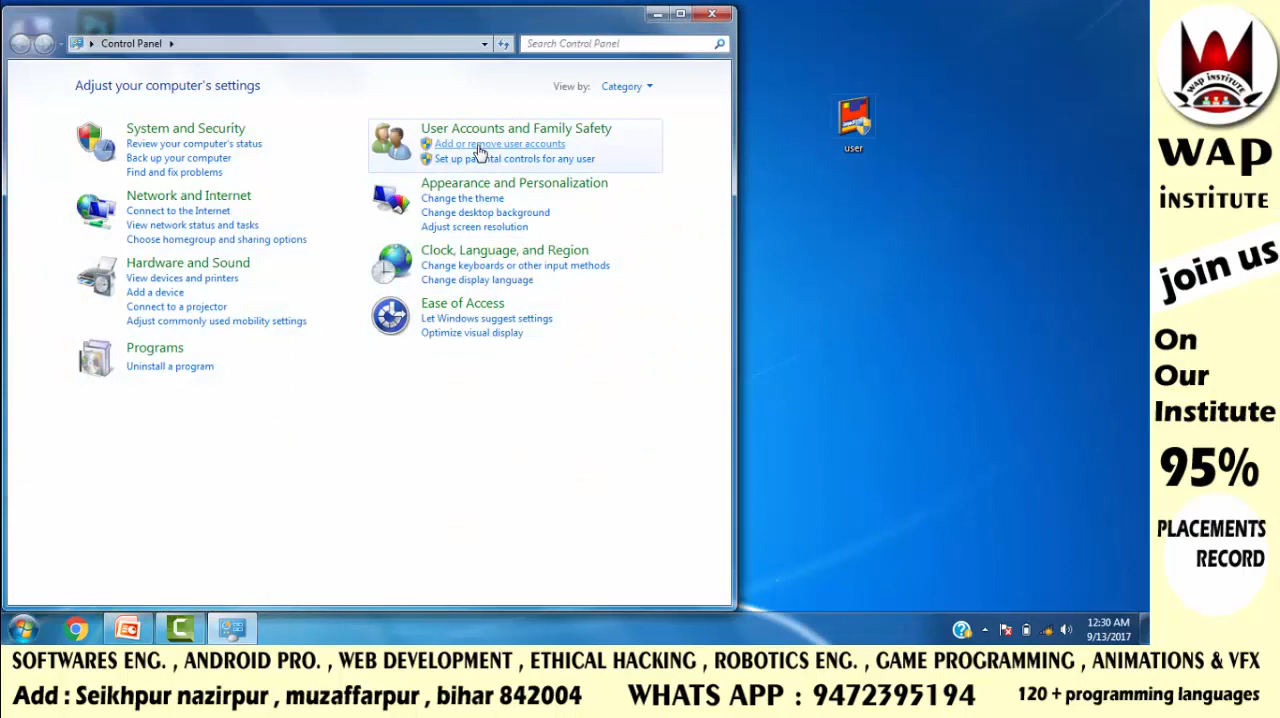 Control Panel
Search Control Panel
Adjust your computer's settings
View by: Category
System and Security
Review your computer's status
Back up your computer
Find and fix problems
Network and Internet
Connect to the Internet
View network status and tasks
Choose homegroup and sharing options
Hardware and Sound
View devices and printers
Add a device
Connect to a projector
Adjust commonly used mobility settings
Programs
Uninstall a program
User Accounts and Family Safety
Add or remove user accounts
Set up parental controls for any user
Appearance and Personalization
Change the theme
Change desktop background
Adjust screen resolution
Clock, Language, and Region
Change keyboards or other input methods
Change display language
Ease of Access
Let Windows suggest settings
Optimize visual display
user
12:30 AM
9/13/2017
wap institute
WAP
iNSTiTUTE
join us
On
Our
Institute
95%
PLACEMENTS
RECORD
SOFTWARES ENG. , ANDROID PRO. , WEB DEVELOPMENT , ETHICAL HACKING , ROBOTICS ENG. , GAME PROGRAMMING , ANIMATIONS & VFX
Add : Seikhpur nazirpur , muzaffarpur , bihar 842004 WHATS APP : 9472395194 120 + programming languages